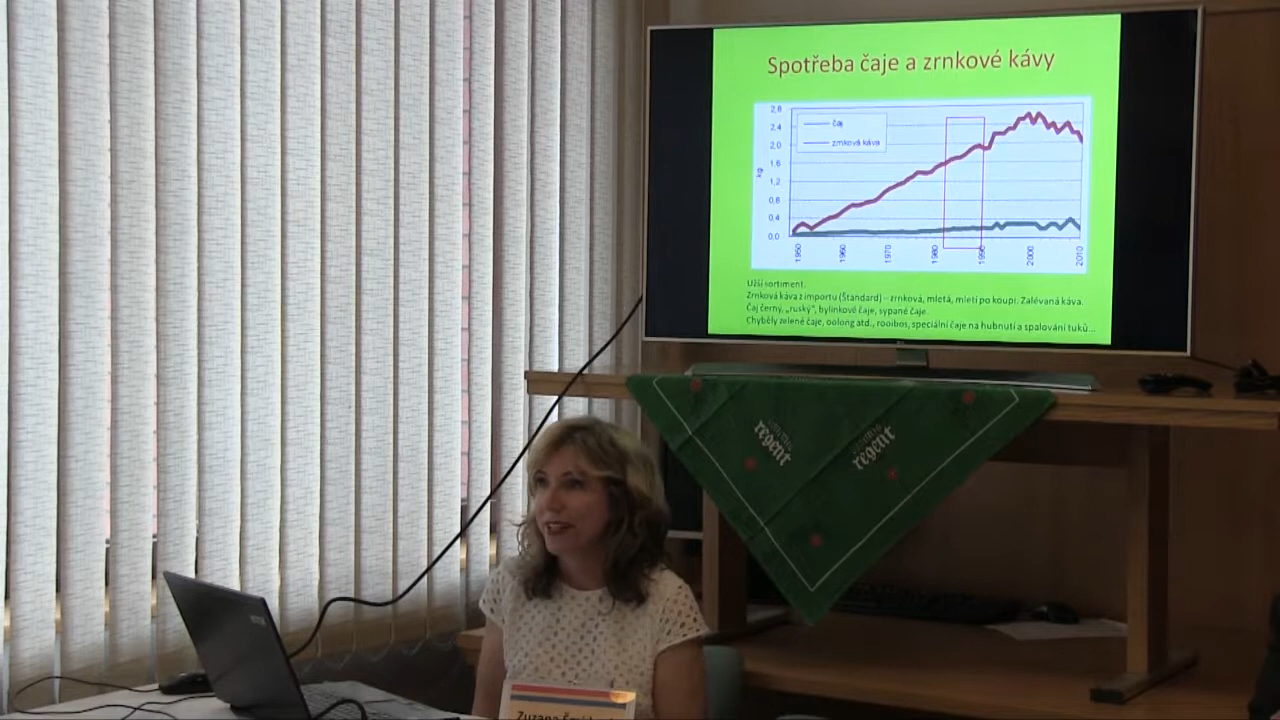 Spotřeba čaje a zrnkové kávy
2,8
2,4
2,0
1,6
1,2
0,8
0,4
0,0
kg
čaj
zrnková káva
1950
1960
1970
1980
1990
2000
2010
Užší sortiment.
Zrnková káva z importu (Štandard) – zrnková, mletá, mletí po koupi. Zalévaná káva.
Čaj černý, „ruský", bylinkové čaje, sypané čaje.
Chyběly zelené čaje, oolong atd., rooibos, speciální čaje na hubnutí a spalování tuků...
regent
regent
Zuzana